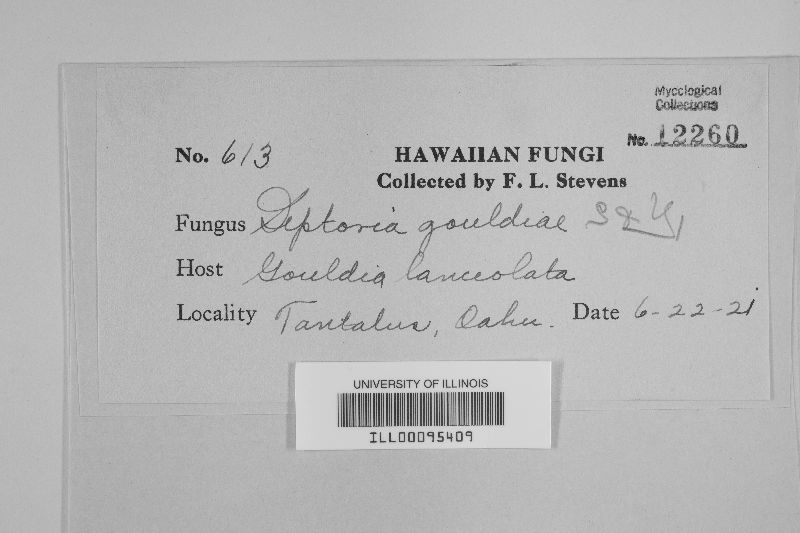 Mycological
Collections
No. 12260
No. 613
HAWAIIAN FUNGI
Collected by F. L. Stevens
Fungus Septoria gouldiae S & Y
Host Gouldia lanceolata
Locality Tantalus, Oahu. Date 6-22-21
UNIVERSITY OF ILLINOIS
ILL00095409